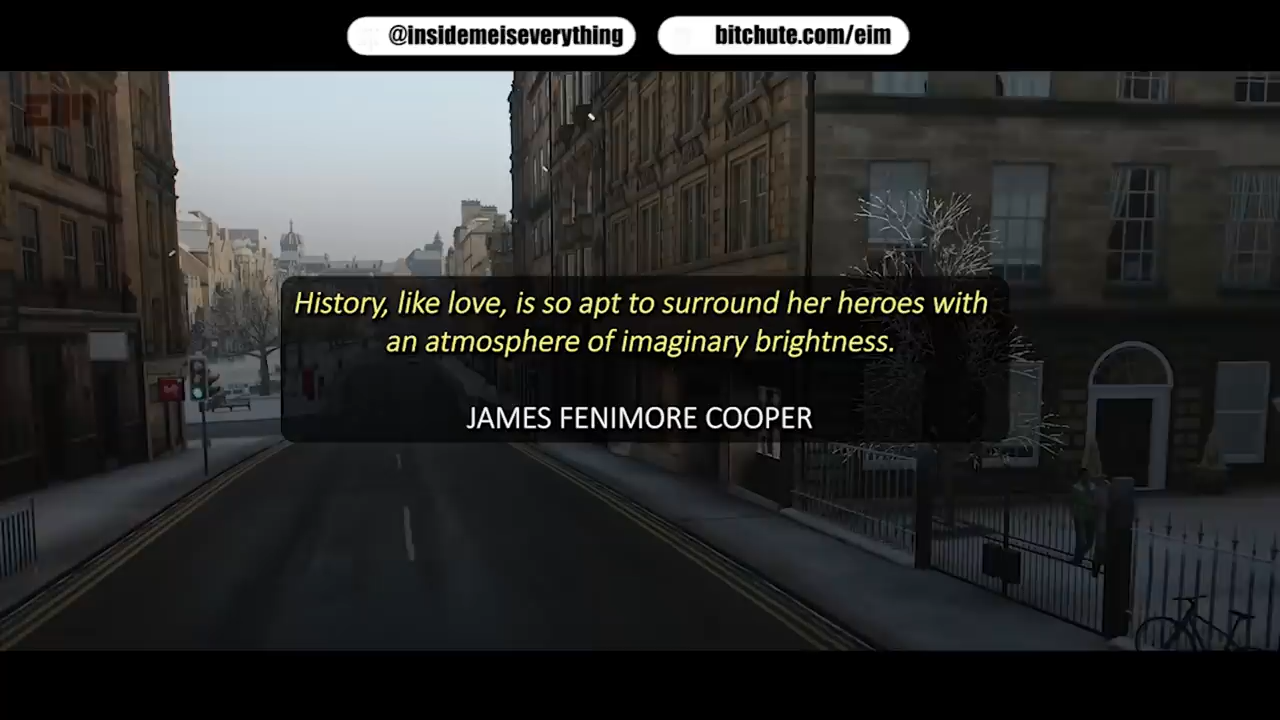 @insidemeiseverything
bitchute.com/eim
EIM
History, like love, is so apt to surround her heroes with
an atmosphere of imaginary brightness.
JAMES FENIMORE COOPER